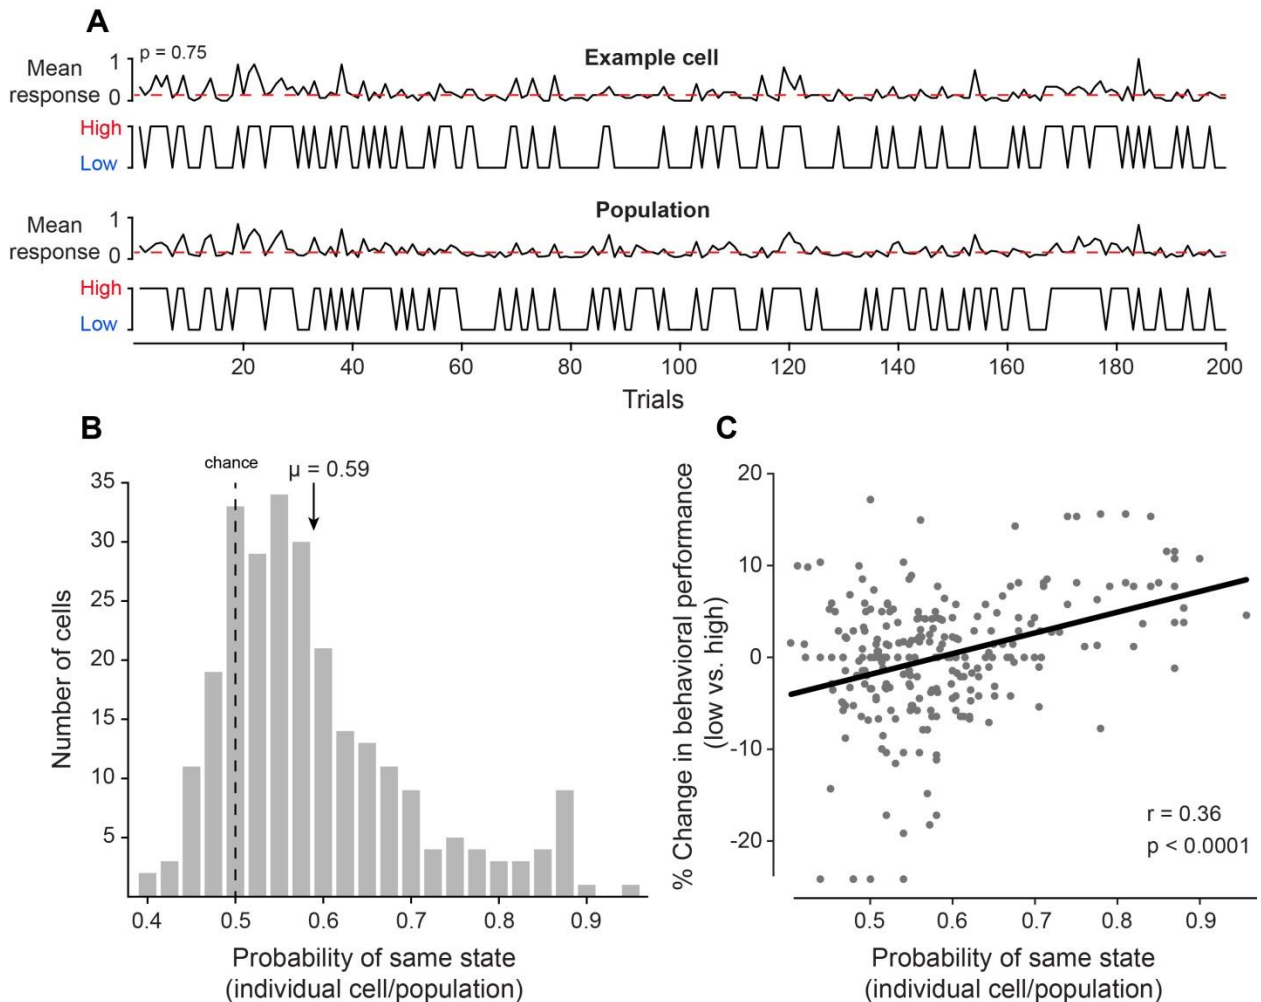 A
p = 0.75
Example cell
Mean
response
1
0
High
Low
Population
Mean
response
1
0
High
Low
20 40 60 80 100 120 140 160 180 200
Trials
B
chance
μ = 0.59
35
30
25
20
15
10
5
Number of cells
0.4 0.5 0.6 0.7 0.8 0.9
Probability of same state
(individual cell/population)
C
20
10
0
-10
-20
% Change in behavioral performance
(low vs. high)
r = 0.36
p < 0.0001
0.5 0.6 0.7 0.8 0.9
Probability of same state
(individual cell/population)